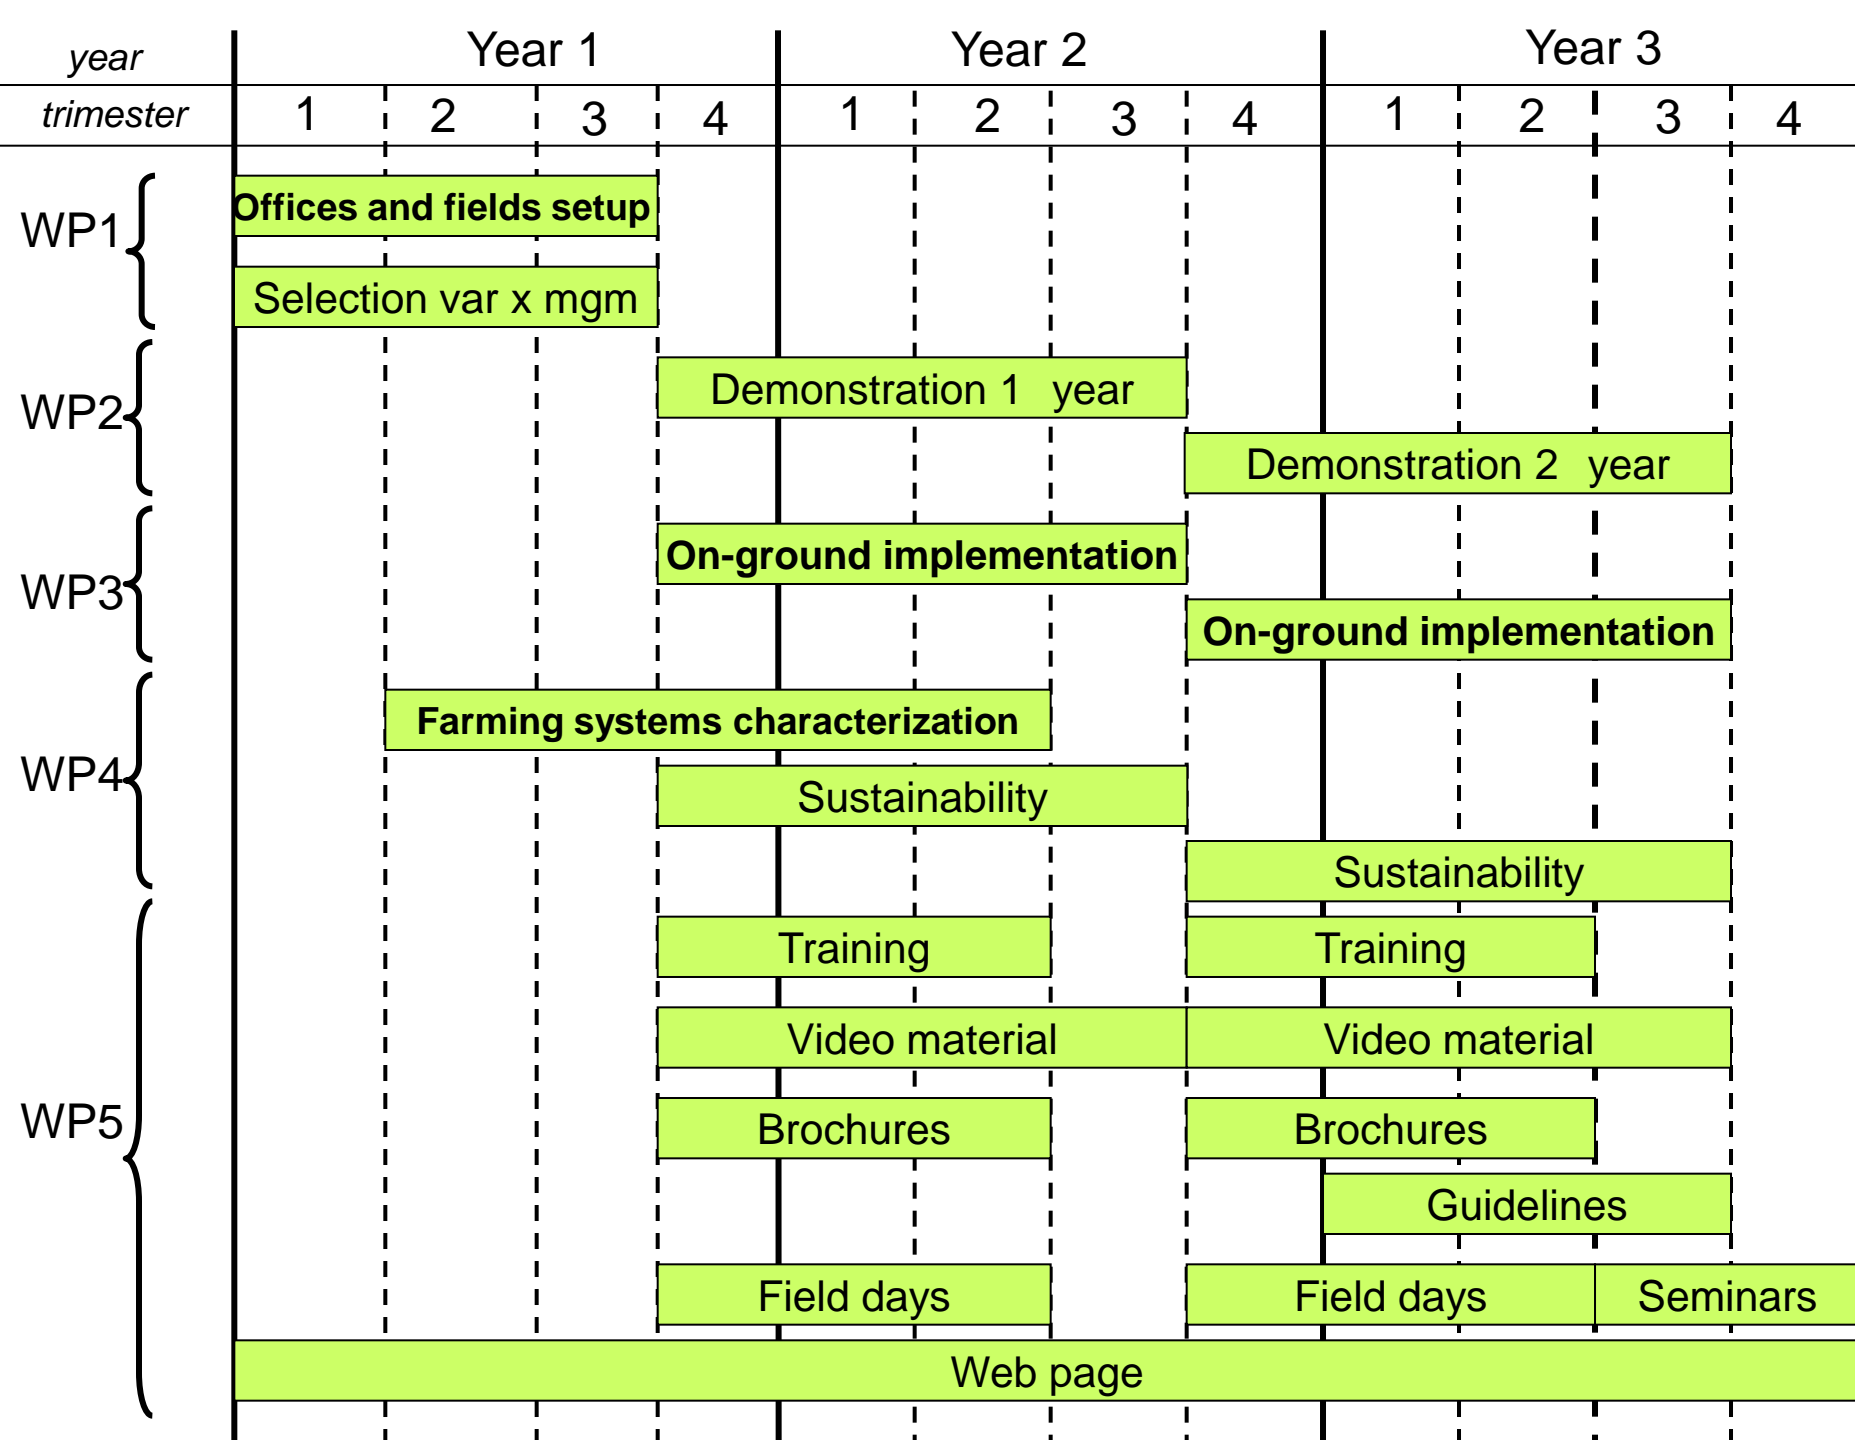 year Year 1 Year 2 Year 3
trimester 1 2 3 4 1 2 3 4 1 2 3 4
WP1
Offices and fields setup
Selection var x mgm
WP2
Demonstration 1 year
Demonstration 2 year
WP3
On-ground implementation
On-ground implementation
WP4
Farming systems characterization
Sustainability
Sustainability
WP5
Training Training
Video material Video material
Brochures Brochures
Guidelines
Field days Field days Seminars
Web page